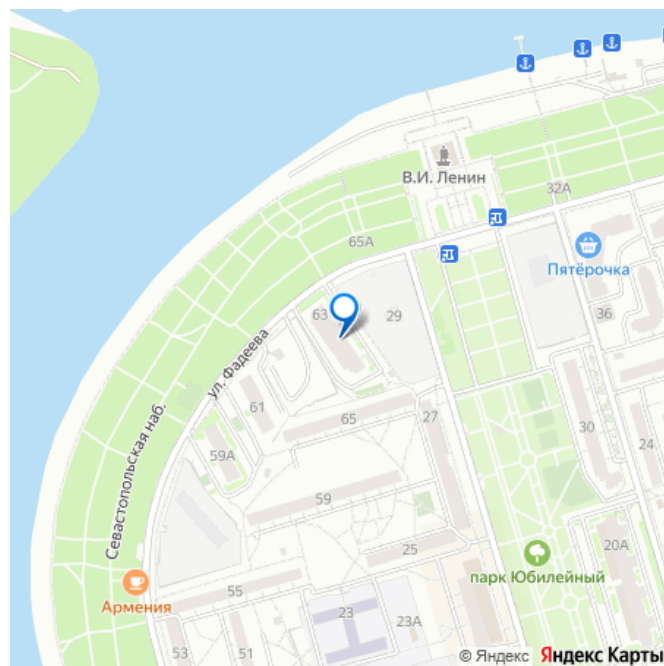 В.И. Ленин
32А
65А
Пятёрочка
63
29
36
ул. Фадеева
61
65
27
30
24
59А
Севастопольская наб.
59
25
20А
парк Юбилейный
Армения
55
23
23А
53
51
© Яндекс Яндекс Карты